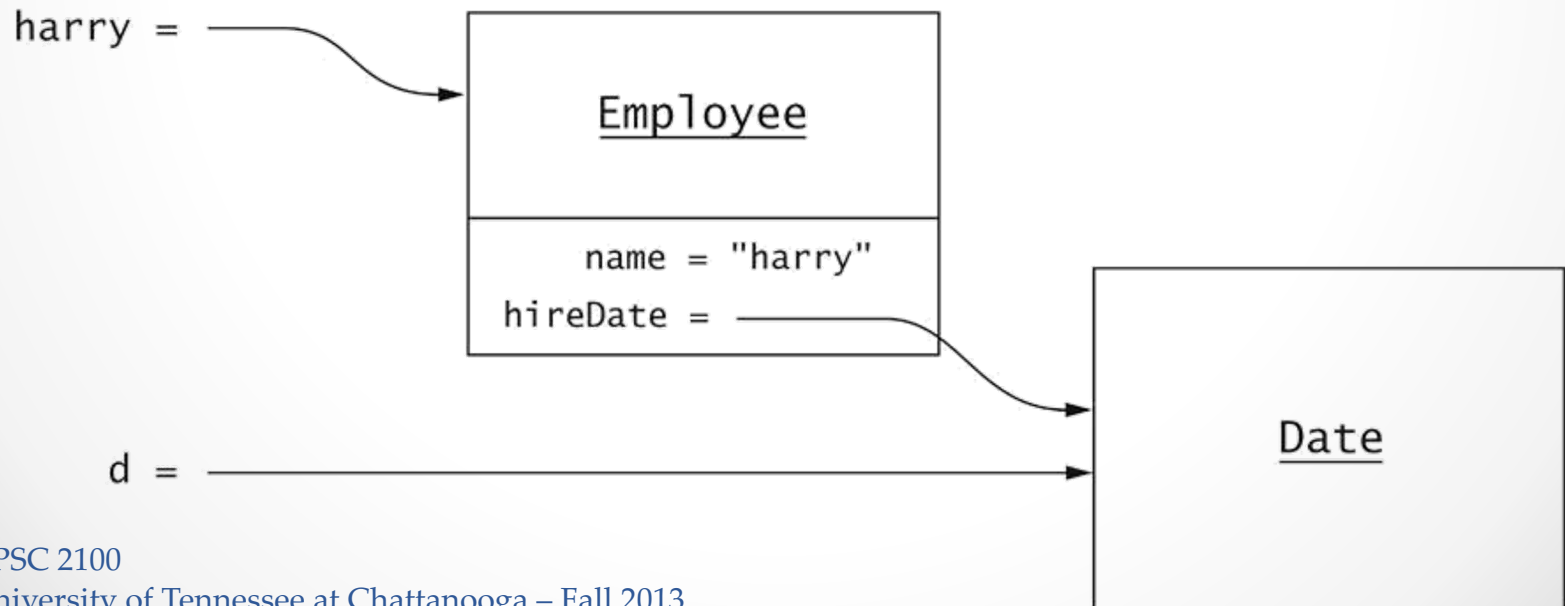 harry =
Employee
name = "harry"
hireDate =
Date
d =
PSC 2100
niversity of Tennessee at Chattanooga – Fall 2013